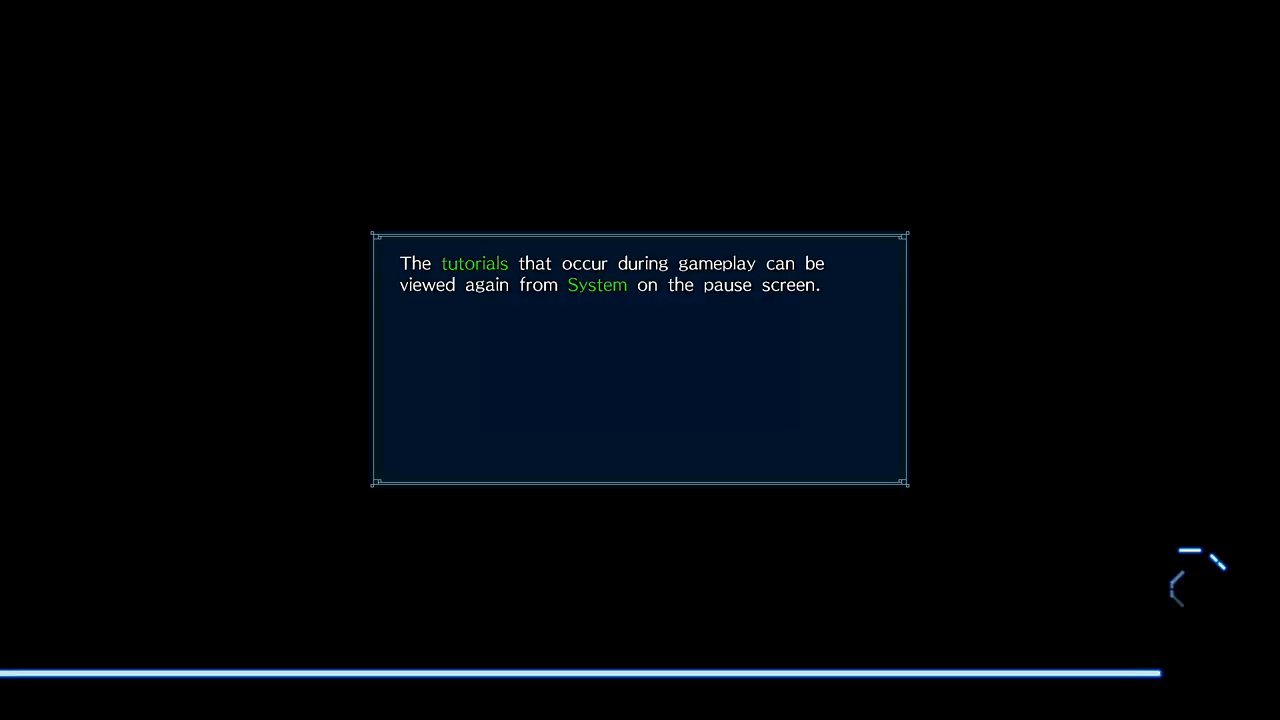 The tutorials that occur during gameplay can be
viewed again from System on the pause screen.